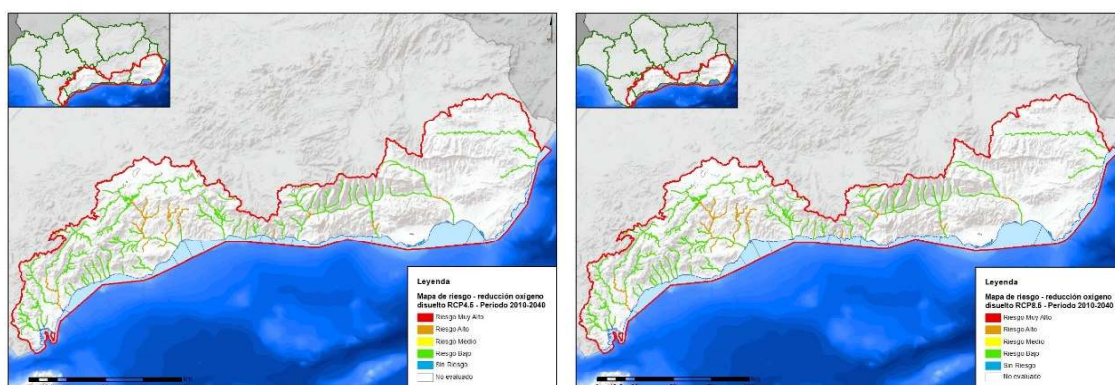 Leyenda
Mapa de riesgo - reducción oxígeno
disuelto RCP4.5 - Periodo 2010-2040
Riesgo Muy Alto
Riesgo Alto
Riesgo Medio
Riesgo Bajo
Sin Riesgo
No evaluado
Leyenda
Mapa de riesgo - reducción oxígeno
disuelto RCP8.5 - Periodo 2010-2040
Riesgo Muy Alto
Riesgo Alto
Riesgo Medio
Riesgo Bajo
Sin Riesgo
No evaluado